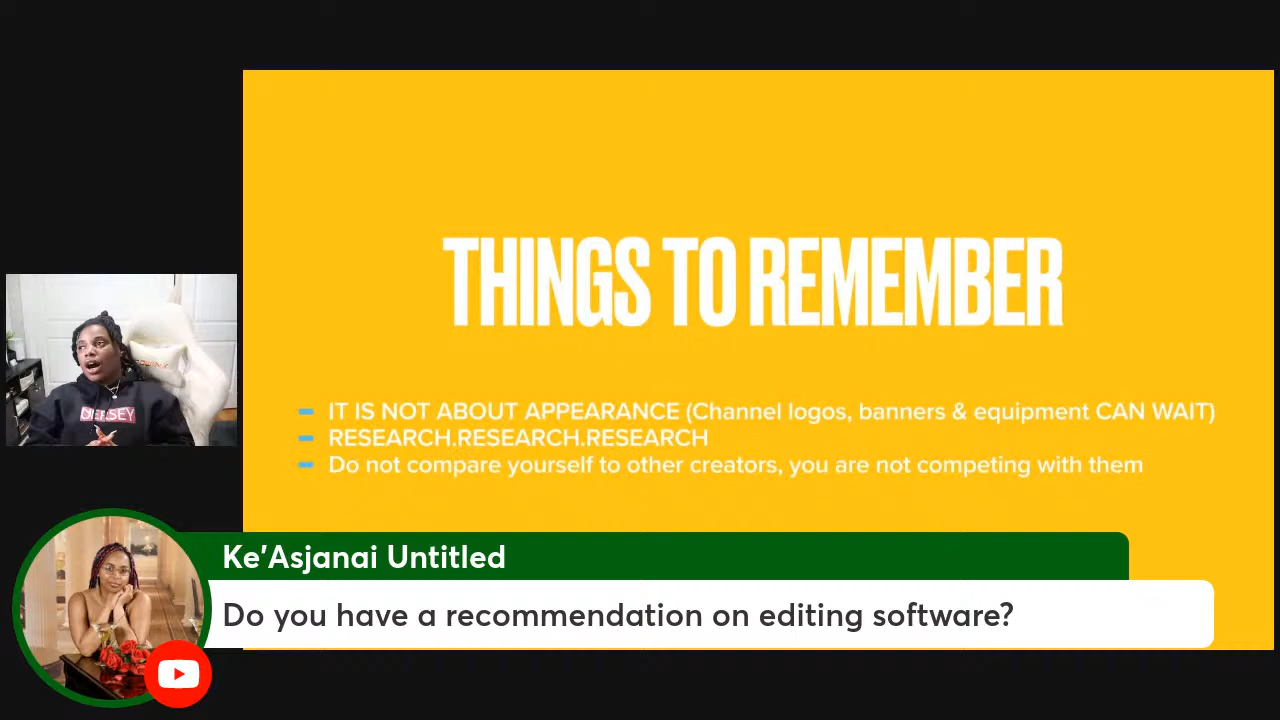 THINGS TO REMEMBER
IT IS NOT ABOUT APPEARANCE (Channel logos, banners & equipment CAN WAIT)
RESEARCH.RESEARCH.RESEARCH
Do not compare yourself to other creators, you are not competing with them
JERSEY
Ke'Asjanai Untitled
Do you have a recommendation on editing software?